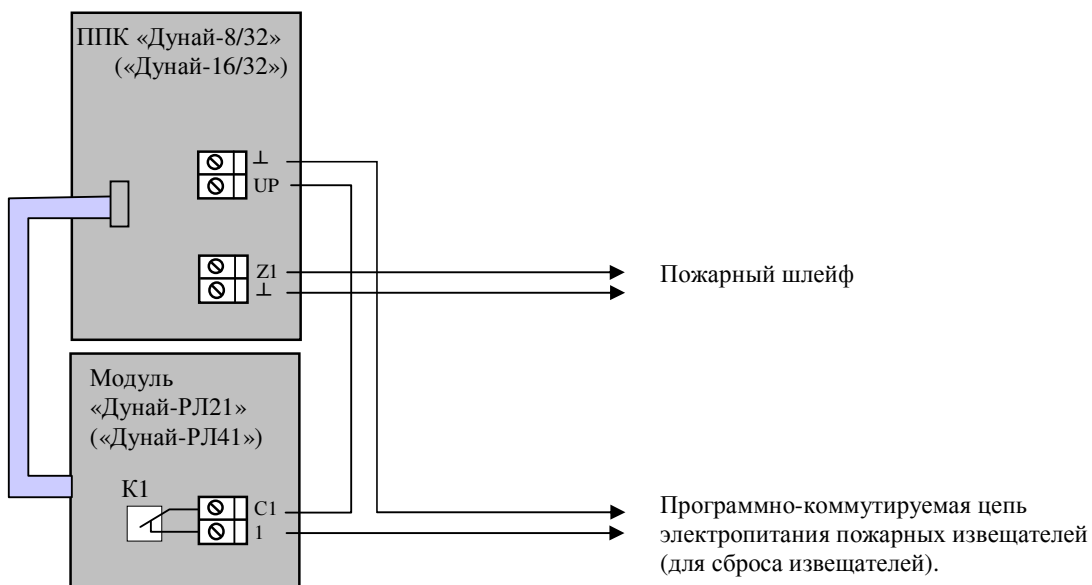 ППК «Дунай-8/32»
(«Дунай-16/32»)
⊥
UP
Z1
⊥
Пожарный шлейф
Модуль
«Дунай-РЛ21»
(«Дунай-РЛ41»)
К1
C1
1
Программно-коммутируемая цепь
электропитания пожарных извещателей
(для сброса извещателей).